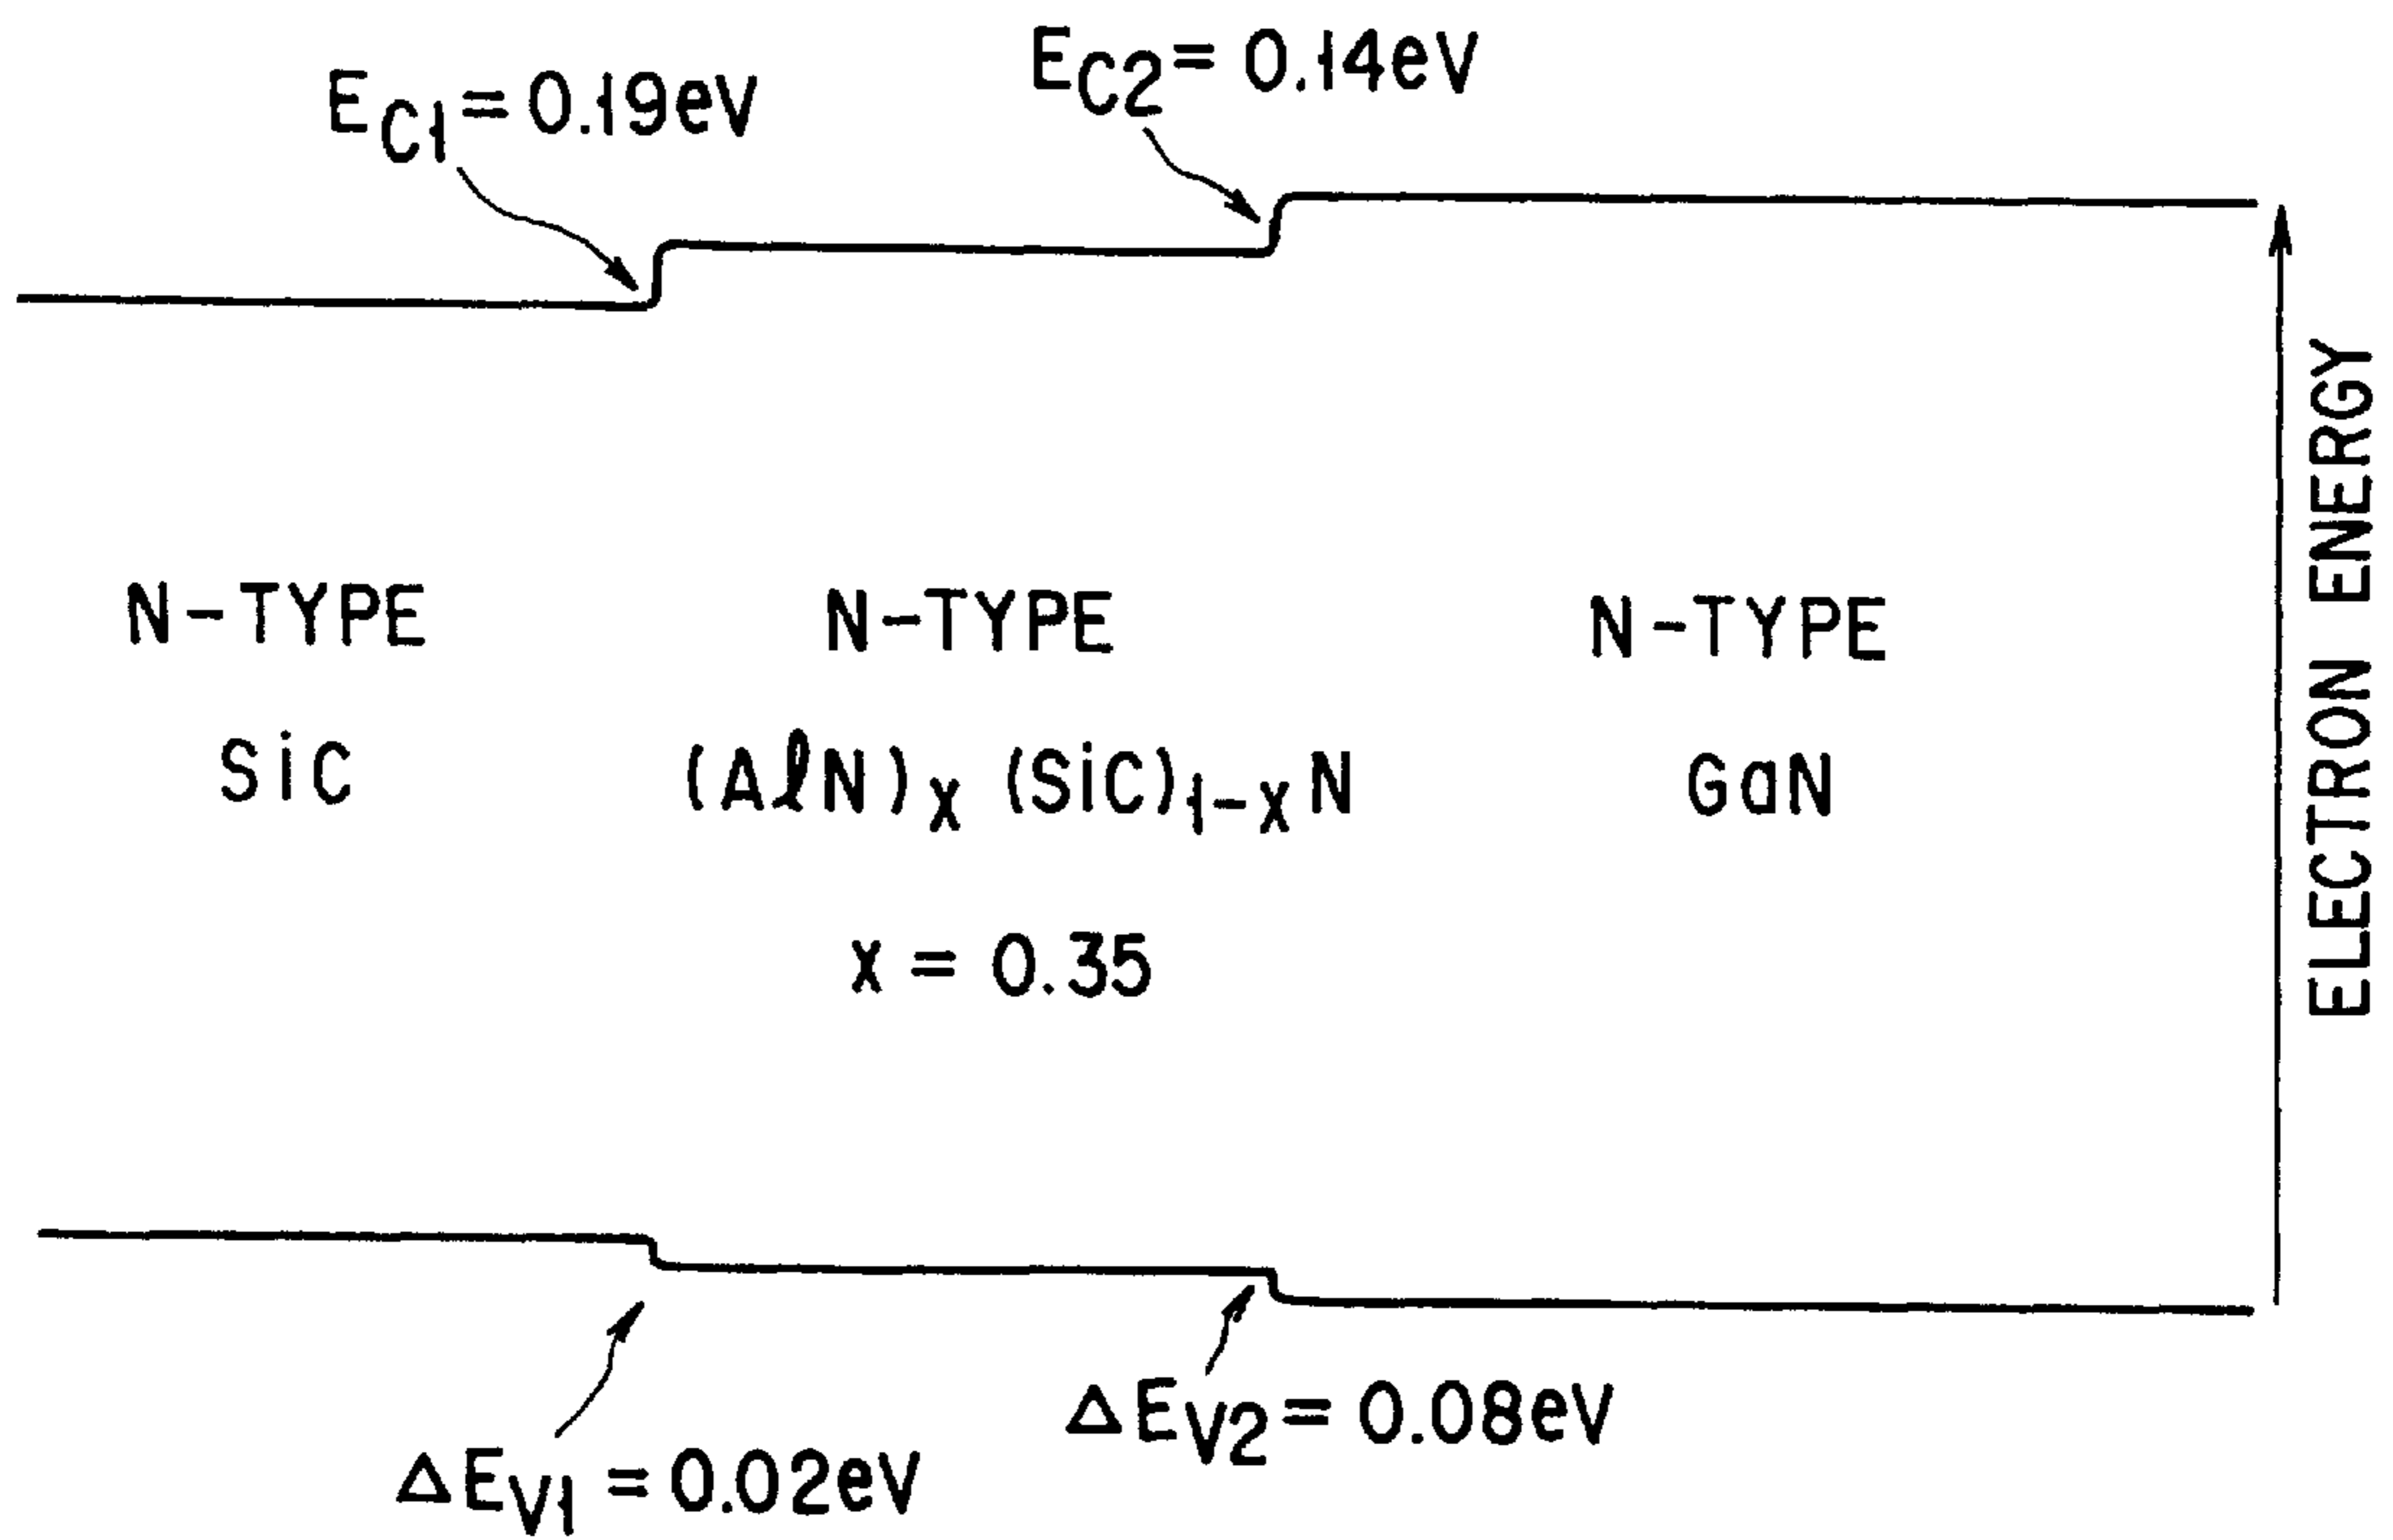 E_C1 = 0.19eV
E_C2 = 0.14eV
N-TYPE
SiC
N-TYPE
(AlN)_X (SiC)_1-X N
X = 0.35
N-TYPE
GaN
ELECTRON ENERGY
ΔE_V1 = 0.02eV
ΔE_V2 = 0.08eV